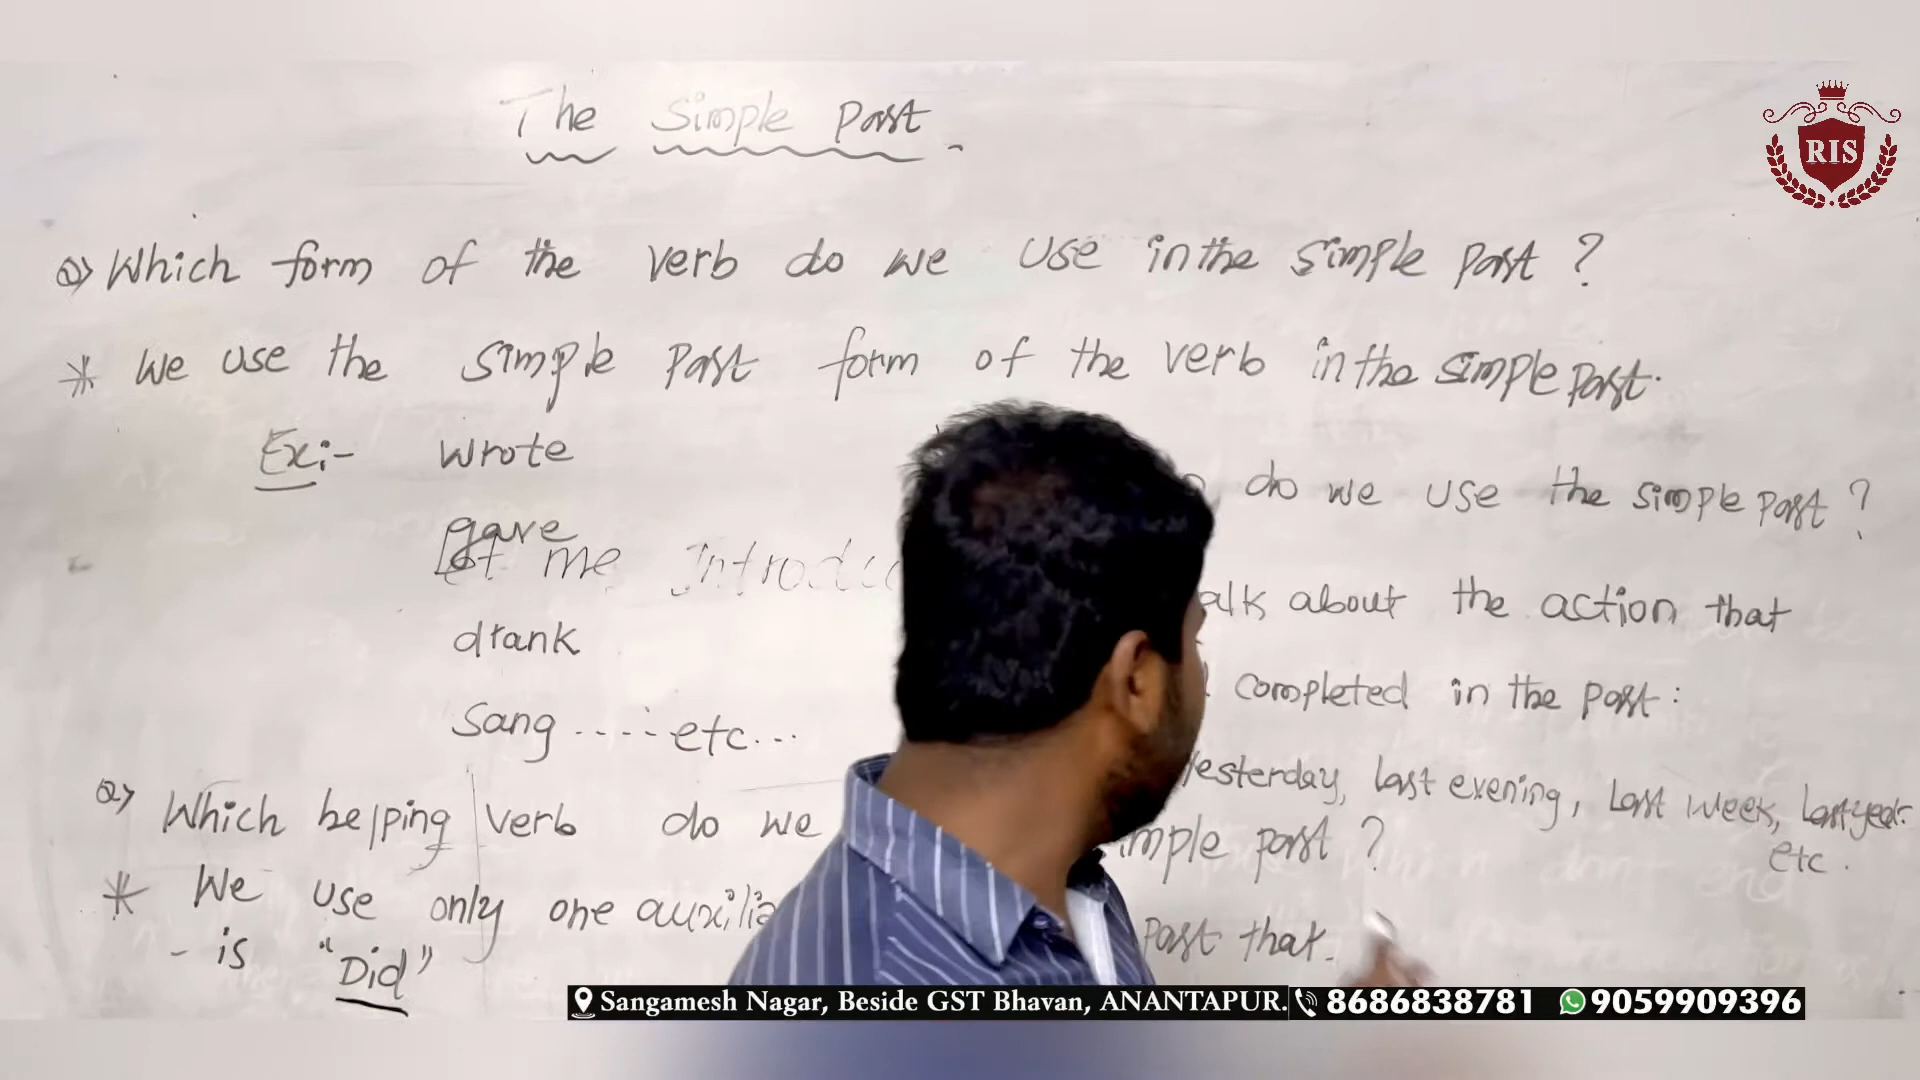 The Simple Past
RIS
Q) Which form of the verb do we use in the simple past ?
* We use the simple past form of the verb in the simple past.
Ex:- wrote
do we use the simple past ?
gave
Let me Introduc
alk about the action that
drank
completed in the past:
Sang ..... etc...
Yesterday, last evening, last week, last year.
etc.
Q) Which helping verb do we
imple past ?
* We use only one auxilia
past that.
- is "Did"
Sangamesh Nagar, Beside GST Bhavan, ANANTAPUR. 8686838781 9059909396